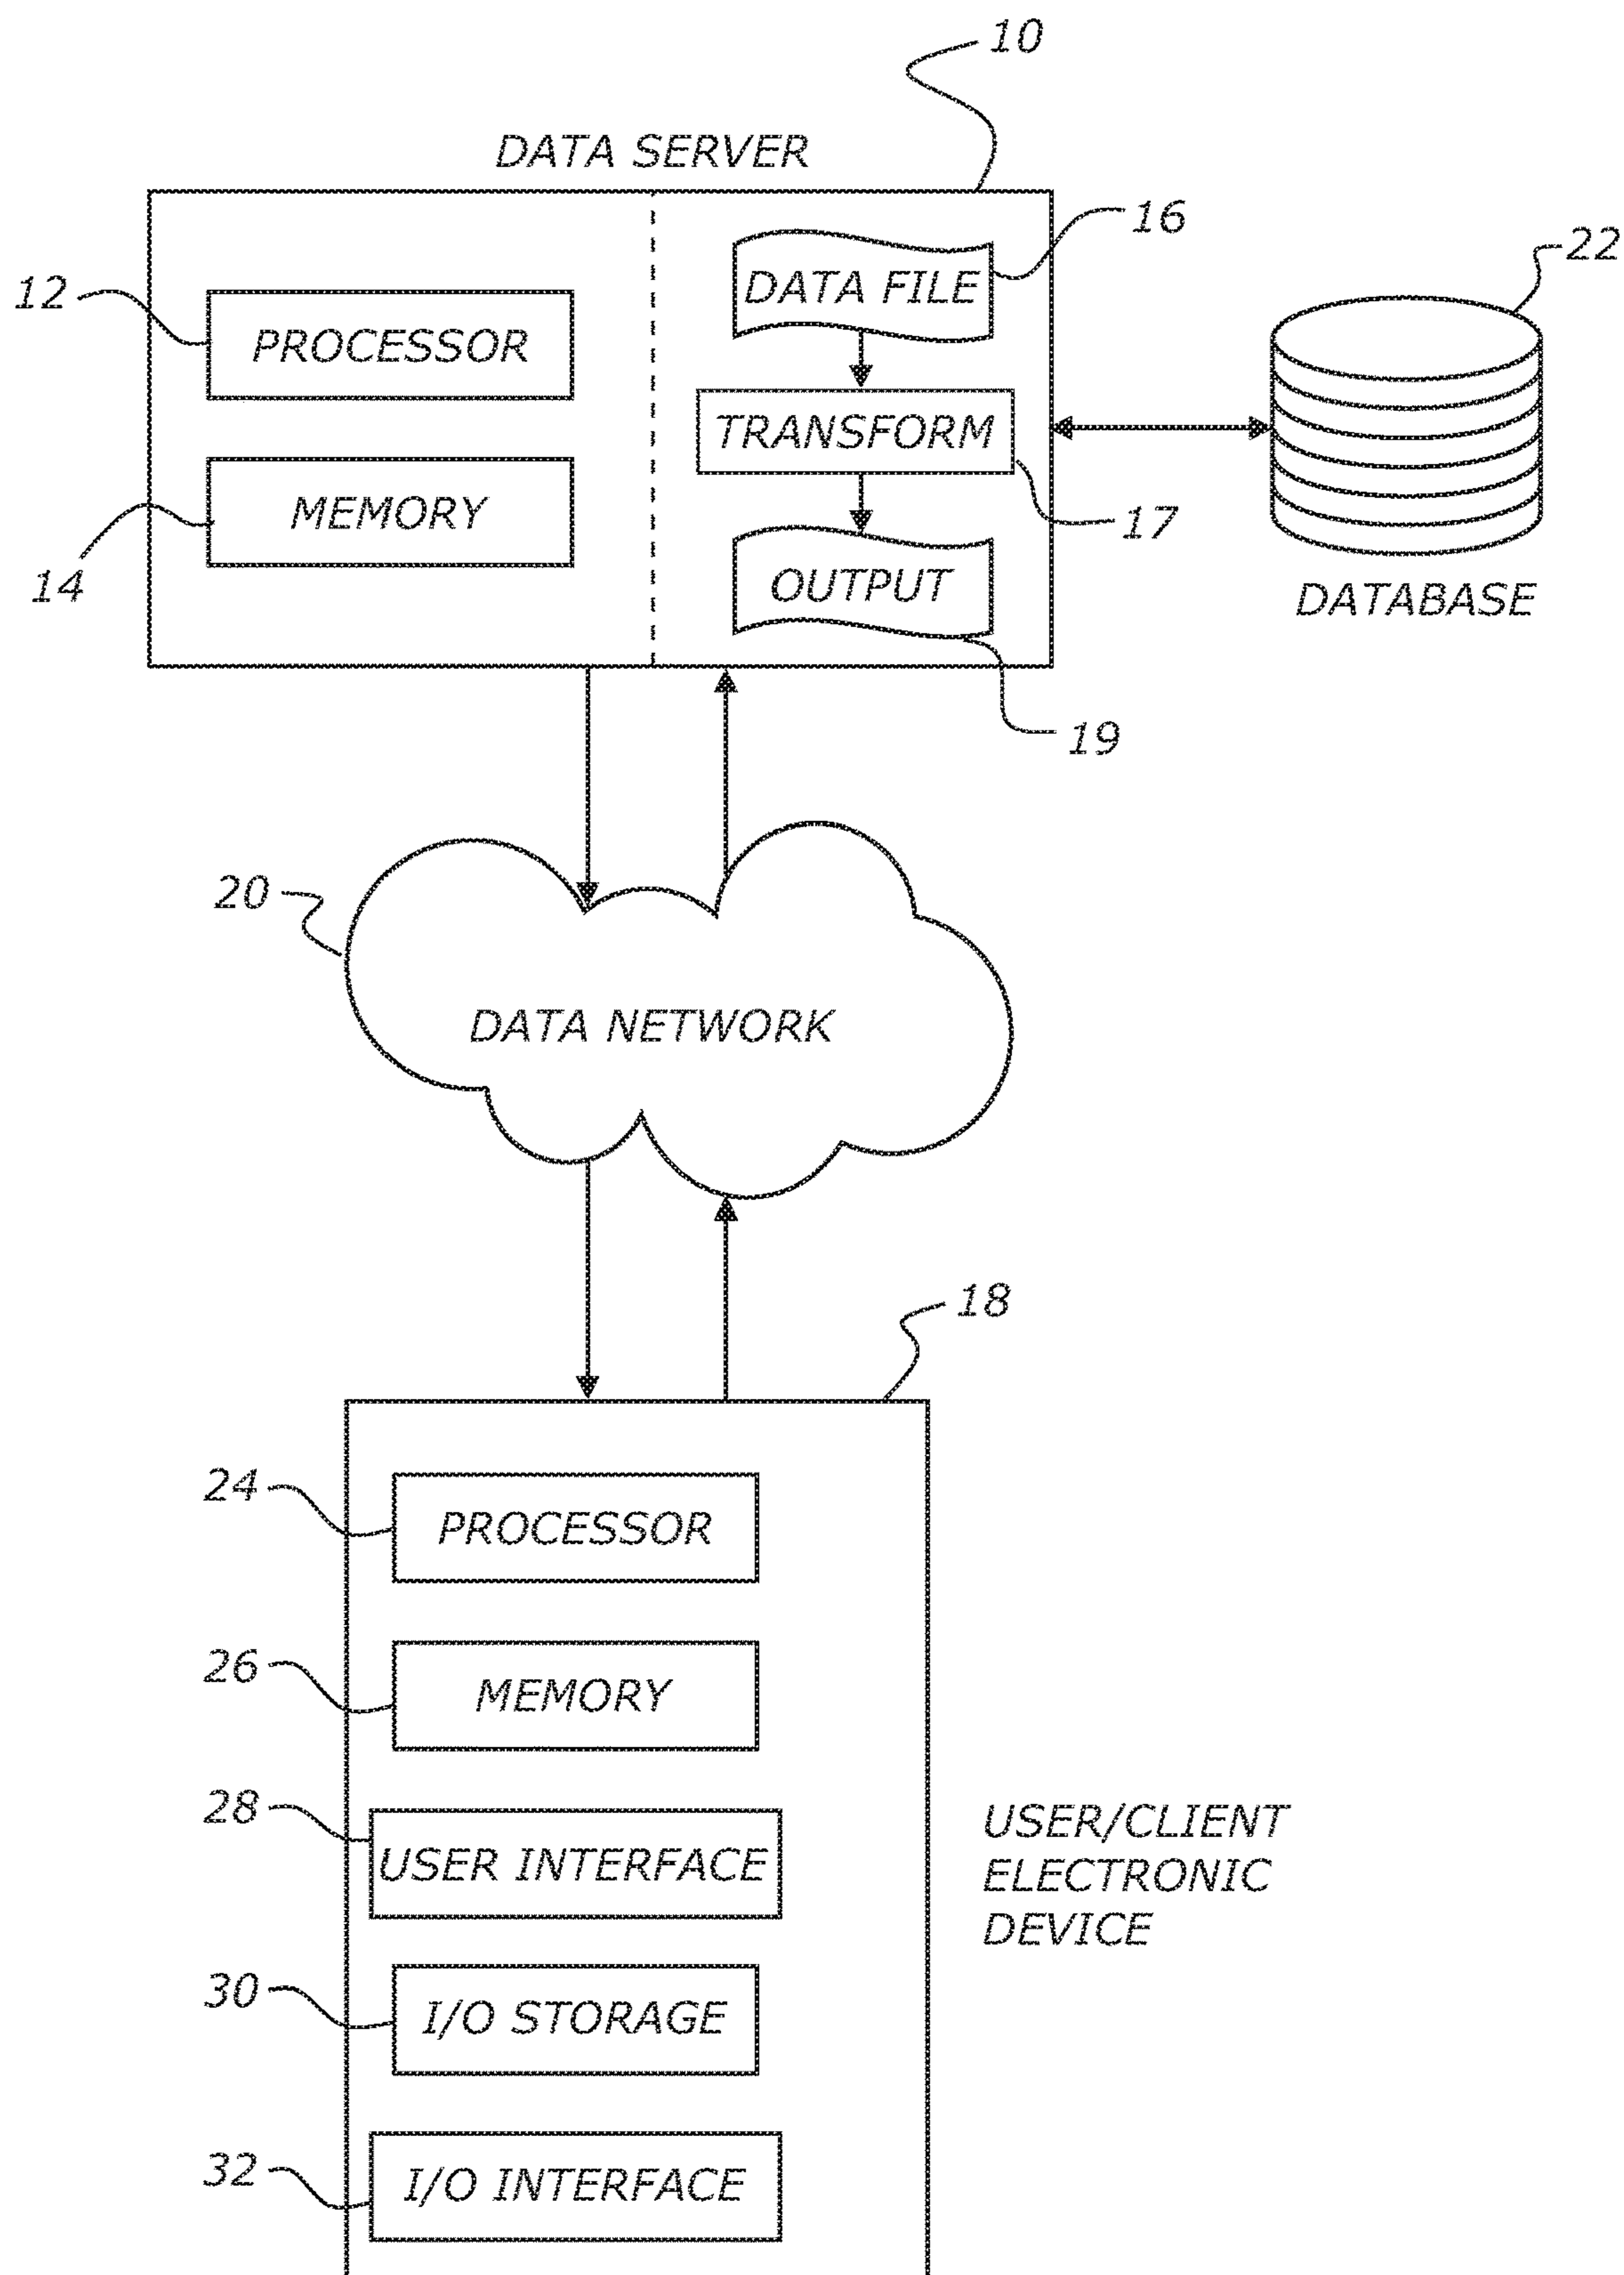 10
DATA SERVER
16
22
12
DATA FILE
PROCESSOR
TRANSFORM
MEMORY
17
14
OUTPUT
DATABASE
19
20
DATA NETWORK
18
24
PROCESSOR
26
MEMORY
28
USER INTERFACE
USER/CLIENT
ELECTRONIC
DEVICE
30
I/O STORAGE
32
I/O INTERFACE